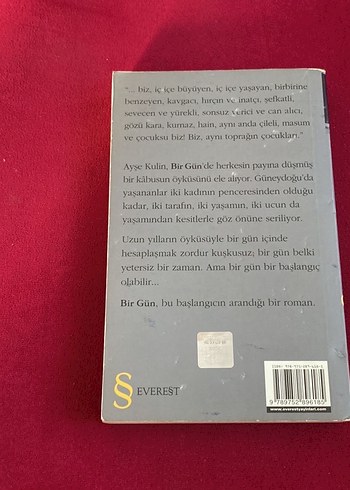 "... biz, iç içe büyüyen, iç içe yaşayan, birbirine
benzeyen, kavgacı, hırçın ve inatçı, şefkatli,
sevecen ve yürekli, sonsuz verici ve can alıcı,
gözü kara, kurnaz, hain, aynı anda çileli, masum
ve çocuksu biz! Biz, aynı toprağın çocukları."
Ayşe Kulin, Bir Gün'de herkesin payına düşmüş
bir kâbusun öyküsünü ele alıyor. Güneydoğu'da
yaşananlar iki kadının penceresinden olduğu
kadar, iki tarafın, iki yaşamın, iki ucun da
yaşamından kesitlerle göz önüne seriliyor.
Uzun yılların öyküsüyle bir gün içinde
hesaplaşmak zordur kuşkusuz; bir gün belki
yetersiz bir zaman. Ama bir gün bir başlangıç
olabilir...
Bir Gün, bu başlangıcın arandığı bir roman.
EVEREST
9 789752 896185
www.everestyayinlari.com